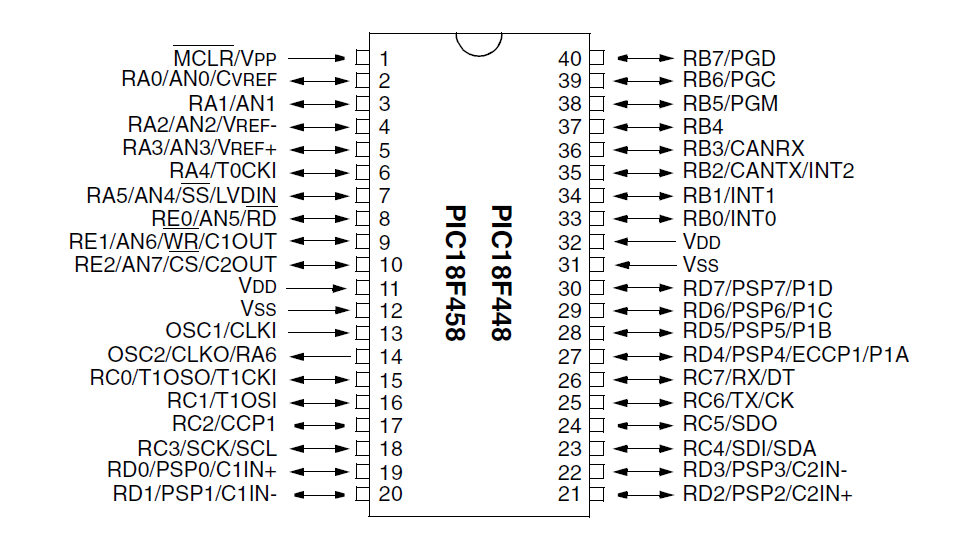 MCLR/VPP 1 40 RB7/PGD
RA0/AN0/CVREF 2 39 RB6/PGC
RA1/AN1 3 38 RB5/PGM
RA2/AN2/VREF- 4 37 RB4
RA3/AN3/VREF+ 5 36 RB3/CANRX
RA4/T0CKI 6 35 RB2/CANTX/INT2
RA5/AN4/SS/LVDIN 7 34 RB1/INT1
RE0/AN5/RD 8 33 RB0/INT0
RE1/AN6/WR/C1OUT 9 32 VDD
RE2/AN7/CS/C2OUT 10 31 VSS
VDD 11 30 RD7/PSP7/P1D
VSS 12 29 RD6/PSP6/P1C
OSC1/CLKI 13 28 RD5/PSP5/P1B
OSC2/CLKO/RA6 14 27 RD4/PSP4/ECCP1/P1A
RC0/T1OSO/T1CKI 15 26 RC7/RX/DT
RC1/T1OSI 16 25 RC6/TX/CK
RC2/CCP1 17 24 RC5/SDO
RC3/SCK/SCL 18 23 RC4/SDI/SDA
RD0/PSP0/C1IN+ 19 22 RD3/PSP3/C2IN-
RD1/PSP1/C1IN- 20 21 RD2/PSP2/C2IN+
PIC18F448
PIC18F458